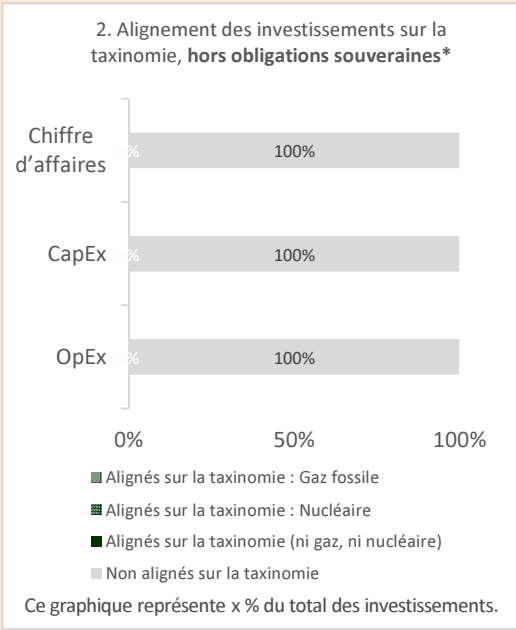 2. Alignement des investissements sur la
taxinomie, hors obligations souveraines*
Chiffre
d’affaires
%
100%
CapEx
%
100%
OpEx
%
100%
0%
50%
100%
Alignés sur la taxinomie : Gaz fossile
Alignés sur la taxinomie : Nucléaire
Alignés sur la taxinomie (ni gaz, ni nucléaire)
Non alignés sur la taxinomie
Ce graphique représente x % du total des investissements.